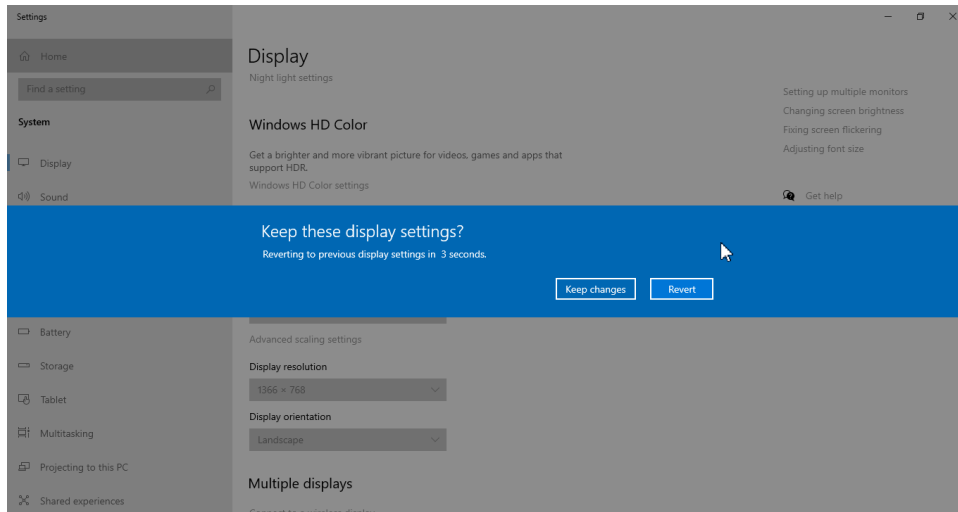 Settings
Home
Find a setting
System
Display
Sound
Battery
Storage
Tablet
Multitasking
Projecting to this PC
Shared experiences
Display
Night light settings
Windows HD Color
Get a brighter and more vibrant picture for videos, games and apps that
support HDR.
Windows HD Color settings
Keep these display settings?
Reverting to previous display settings in 3 seconds.
Keep changes
Revert
Advanced scaling settings
Display resolution
1366 × 768
Display orientation
Landscape
Multiple displays
Connect to a wireless display
Setting up multiple monitors
Changing screen brightness
Fixing screen flickering
Adjusting font size
Get help